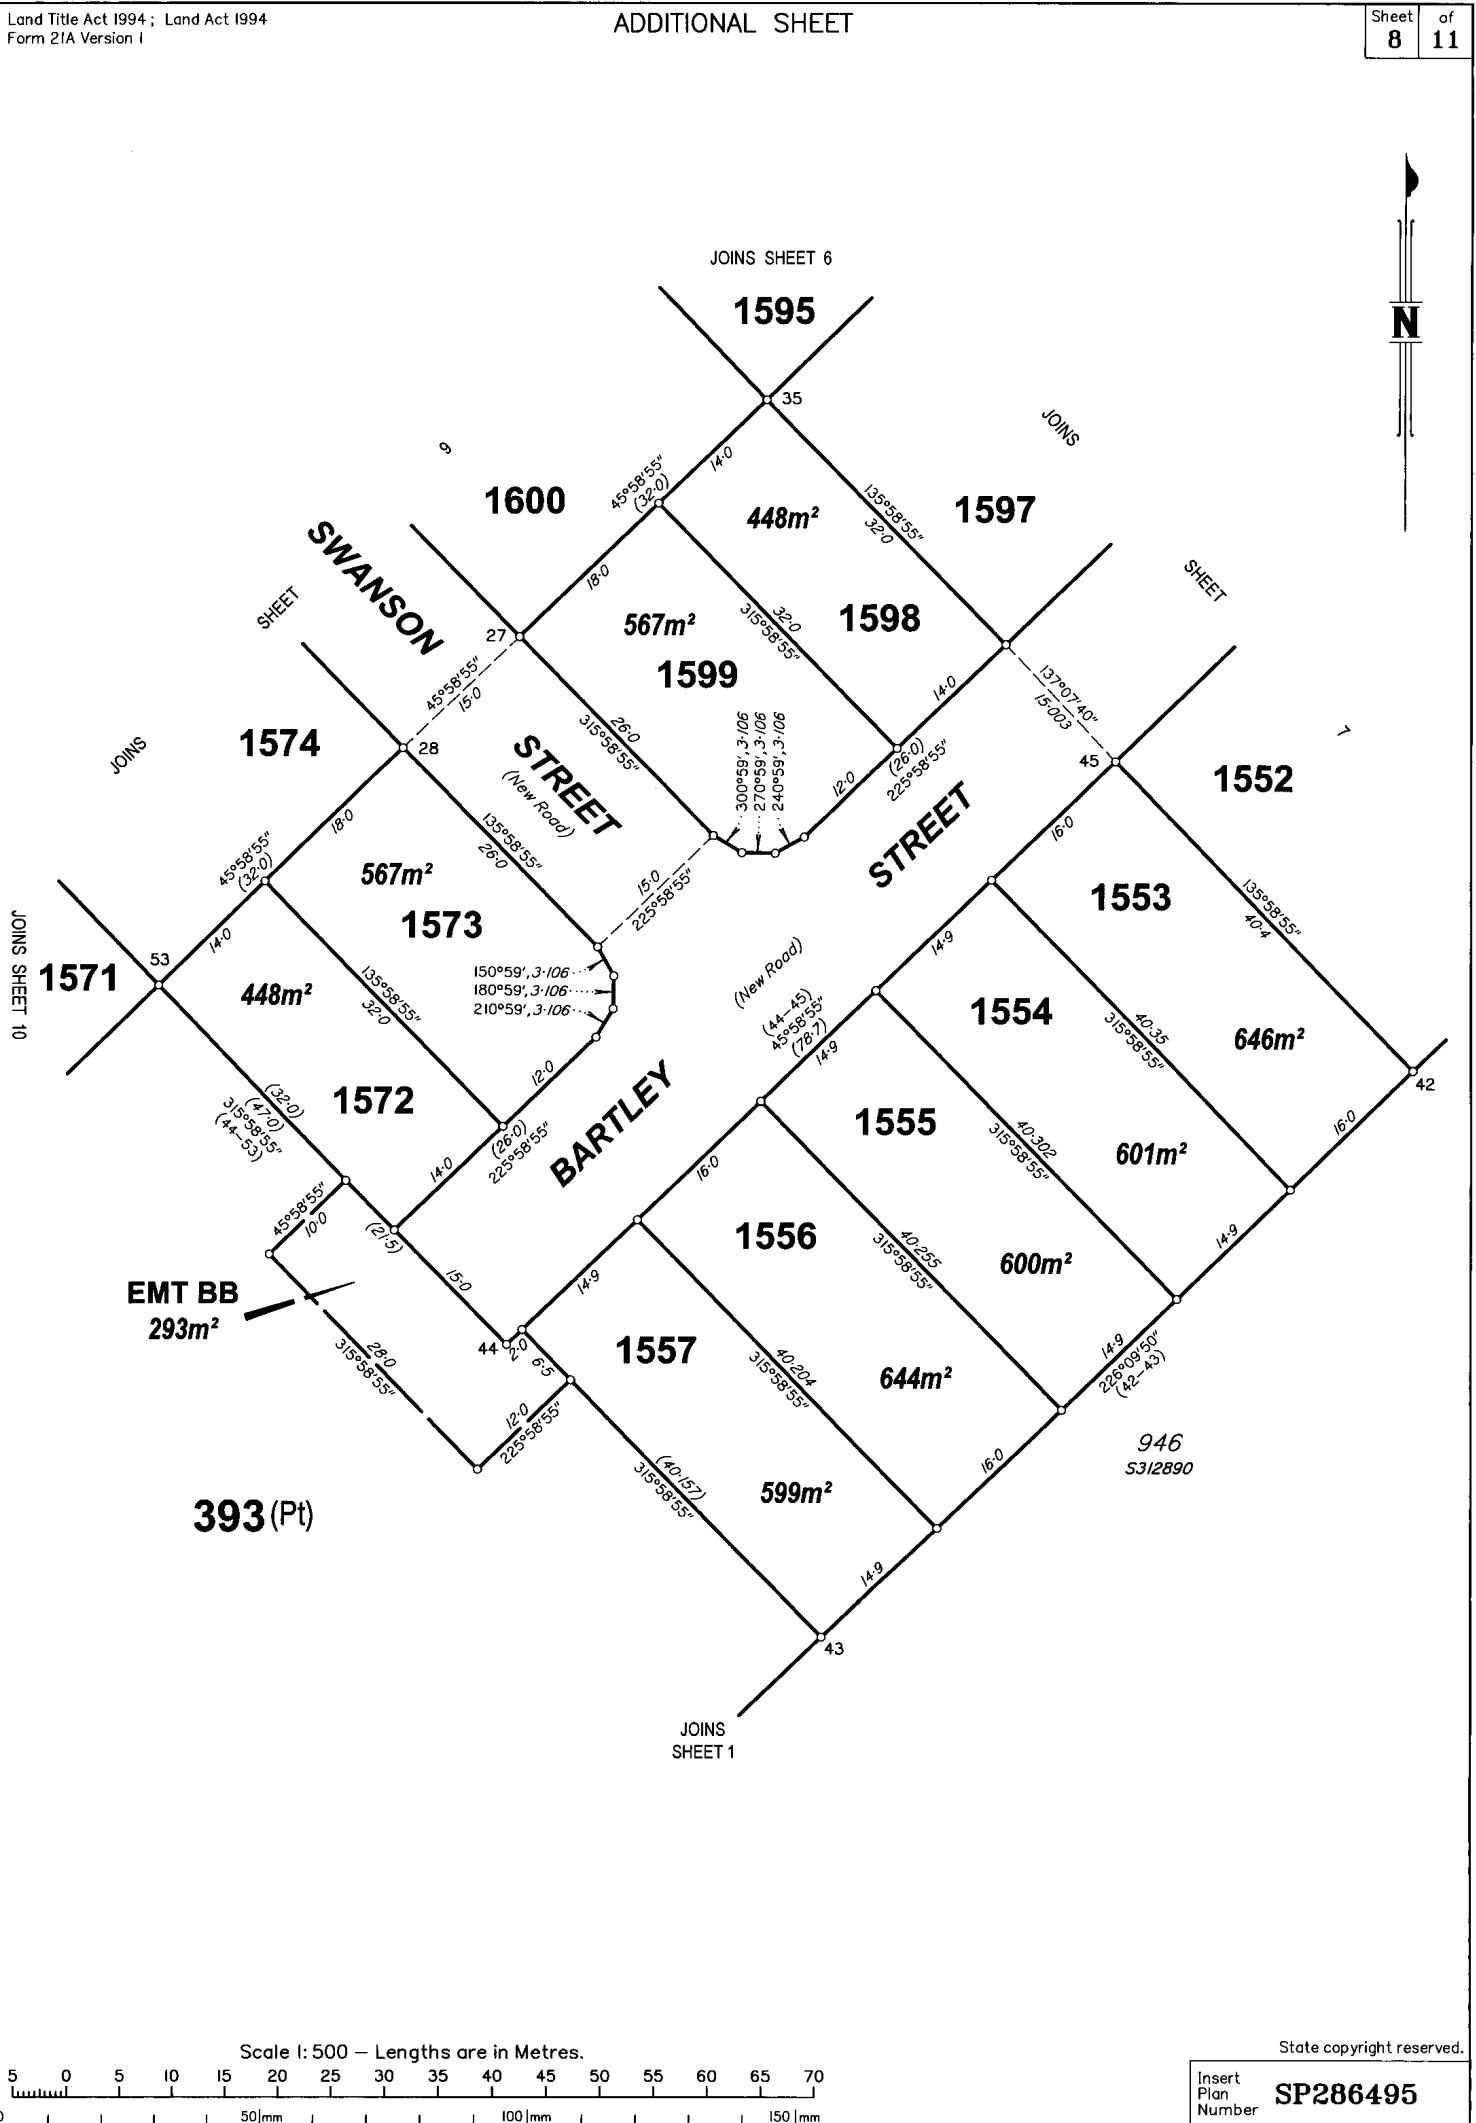 Land Title Act 1994 ; Land Act 1994
Form 21A Version 1
ADDITIONAL SHEET
Sheet of
8 11
N
JOINS SHEET 6
1595
35
JOINS
9
1600
45°58'55"
(32·0)
14·0
448m²
135°58'55"
32·0
1597
SWANSON
SHEET
SHEET
27
18·0
567m²
1599
32·0
315°58'55"
1598
45°58'55"
15·0
137°07'40"
15·003
14·0
JOINS
1574
28
STREET
(New Road)
26·0
315°58'55"
300°59', 3·106
270°59', 3·106
240°59', 3·106
12·0
(26·0)
225°58'55"
45
1552
7
STREET
18·0
135°58'55"
26·0
45°58'55"
(32·0)
567m²
1573
15·0
225°58'55"
16·0
1553
135°58'55"
40·4
JOINS SHEET 10
1571
53
14·0
448m²
135°58'55"
32·0
150°59', 3·106
180°59', 3·106
210°59', 3·106
(New Road)
(44–45)
45°58'55"
(78·7)
14·9
14·9
1554
40·35
315°58'55"
646m²
42
1572
12·0
(32·0)
(47·0)
315°58'55"
(44–53)
(26·0)
225°58'55"
14·0
BARTLEY
1555
40·302
315°58'55"
601m²
16·0
45°58'55"
10·0
(21·5)
16·0
1556
40·255
315°58'55"
600m²
14·9
EMT BB
293m²
15·0
14·9
28·0
315°58'55"
44
2·0
6·5
1557
40·204
315°58'55"
644m²
14·9
226°09'50"
(42–43)
12·0
225°58'55"
(40·157)
315°58'55"
599m²
16·0
946
S312890
393 (Pt)
14·9
43
JOINS
SHEET 1
Scale 1: 500 – Lengths are in Metres.
5 0 5 10 15 20 25 30 35 40 45 50 55 60 65 70
0 50|mm 100|mm 150|mm
State copyright reserved.
Insert
Plan
Number
SP286495